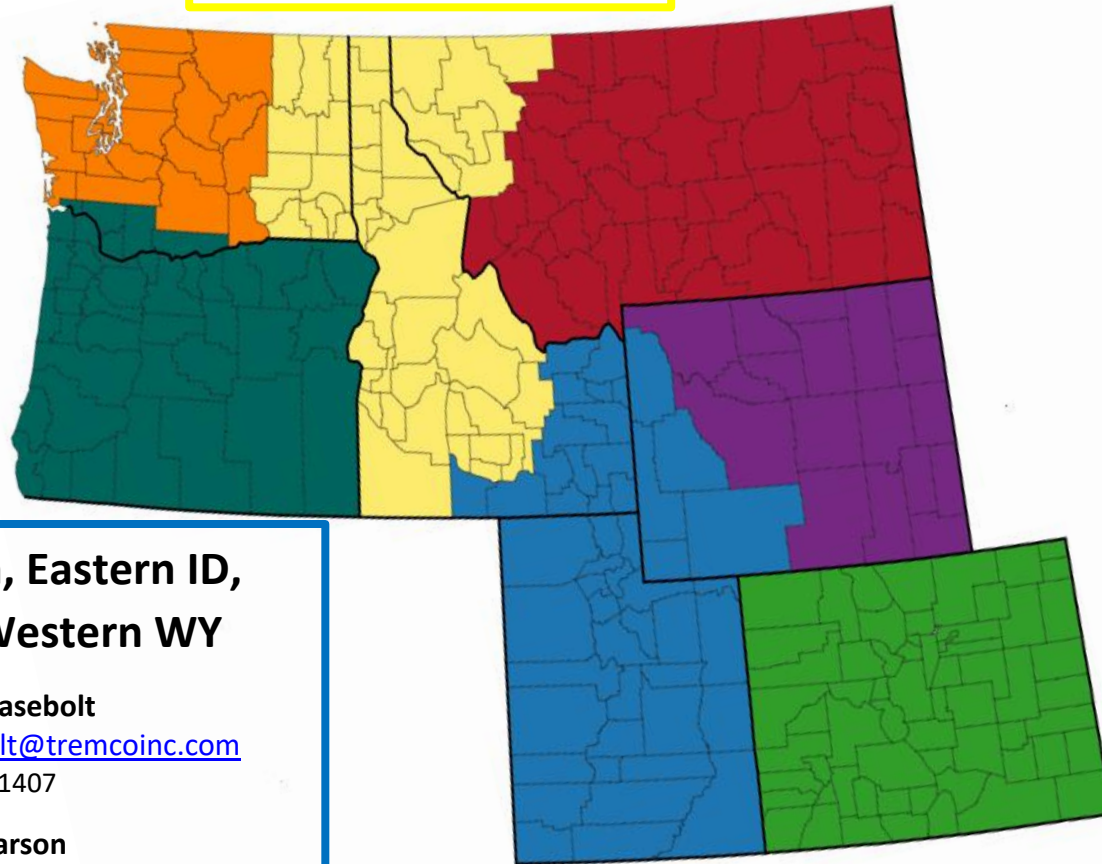 , Eastern ID,
Western WY
asebolt
lt@tremcoinc.com
1407
arson